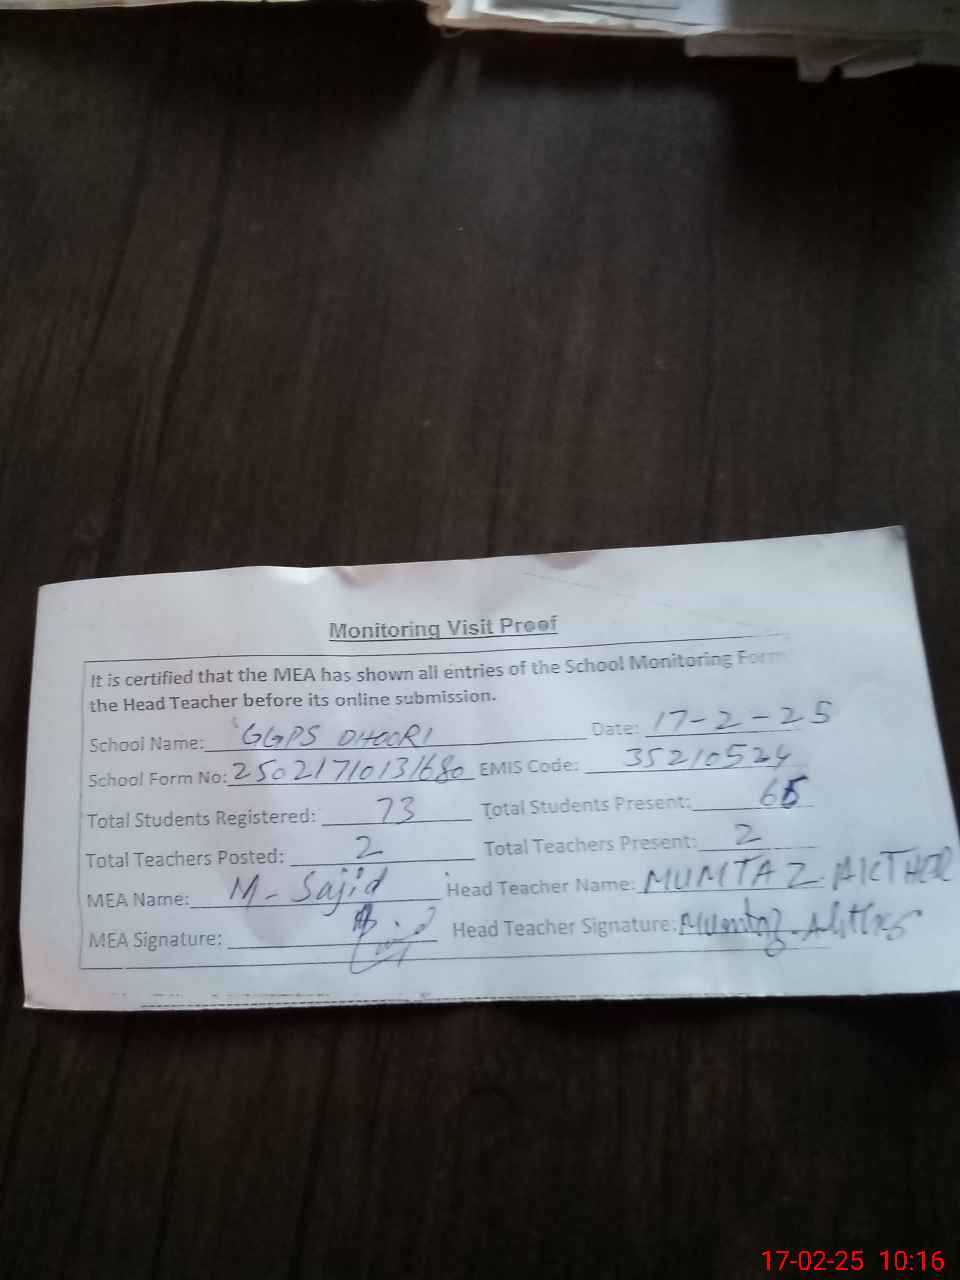 Monitoring Visit Proof
It is certified that the MEA has shown all entries of the School Monitoring Form
the Head Teacher before its online submission.
School Name: GGPS DHOORI Date: 17-2-25
School Form No: 25021710131680 EMIS Code: 35210524
Total Students Registered: 73 Total Students Present:
Total Teachers Posted: 2 Total Teachers Present: 2
MEA Name: M-Sajid Head Teacher Name: MUMTAZ.AKTHER
MEA Signature: Head Teacher Signature: Mumtaz.
17-02-25 10:16